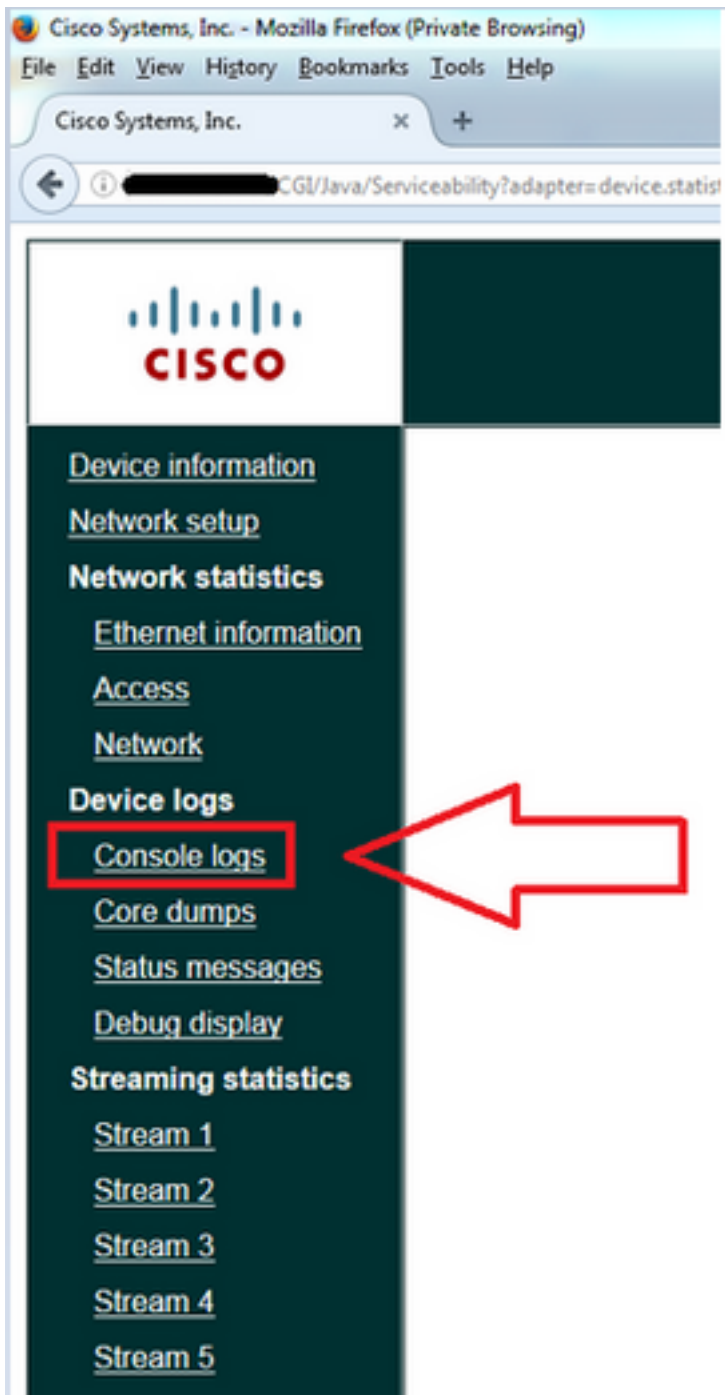 Cisco Systems, Inc. - Mozilla Firefox (Private Browsing)
File Edit View History Bookmarks Tools Help
Cisco Systems, Inc.
CGI/Java/Serviceability?adapter=device.statist
CISCO
Device information
Network setup
Network statistics
Ethernet information
Access
Network
Device logs
Console logs
Core dumps
Status messages
Debug display
Streaming statistics
Stream 1
Stream 2
Stream 3
Stream 4
Stream 5